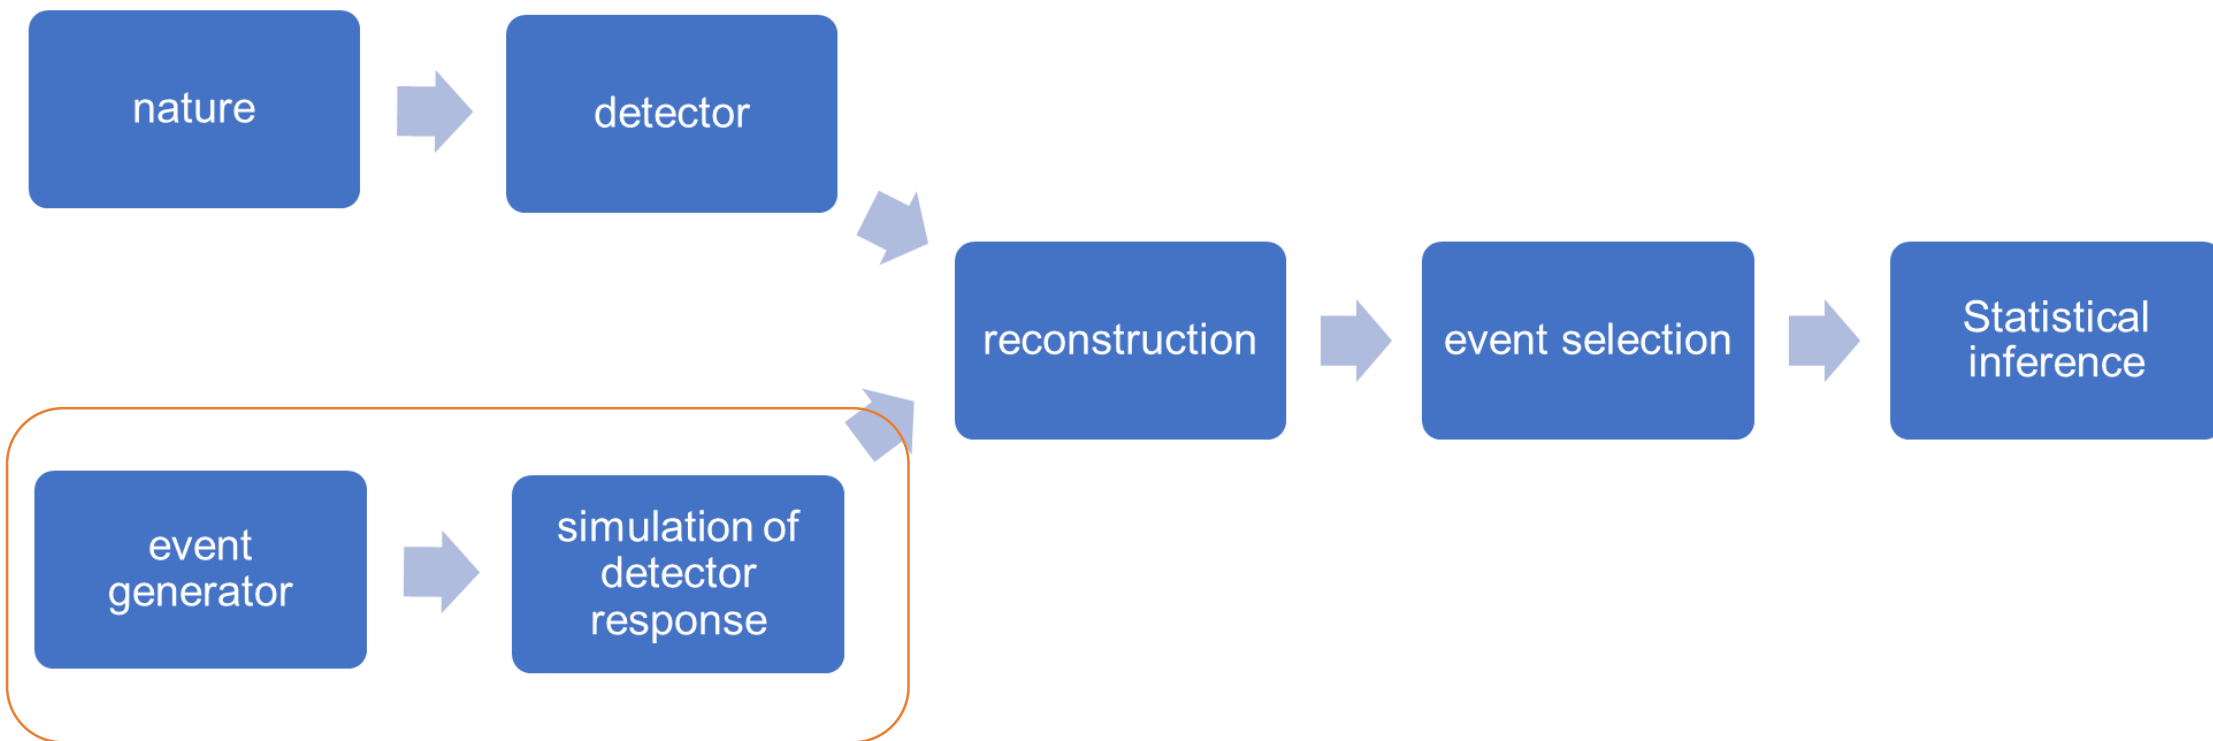 nature
detector
reconstruction
event selection
Statistical
inference
event
generator
simulation of
detector
response